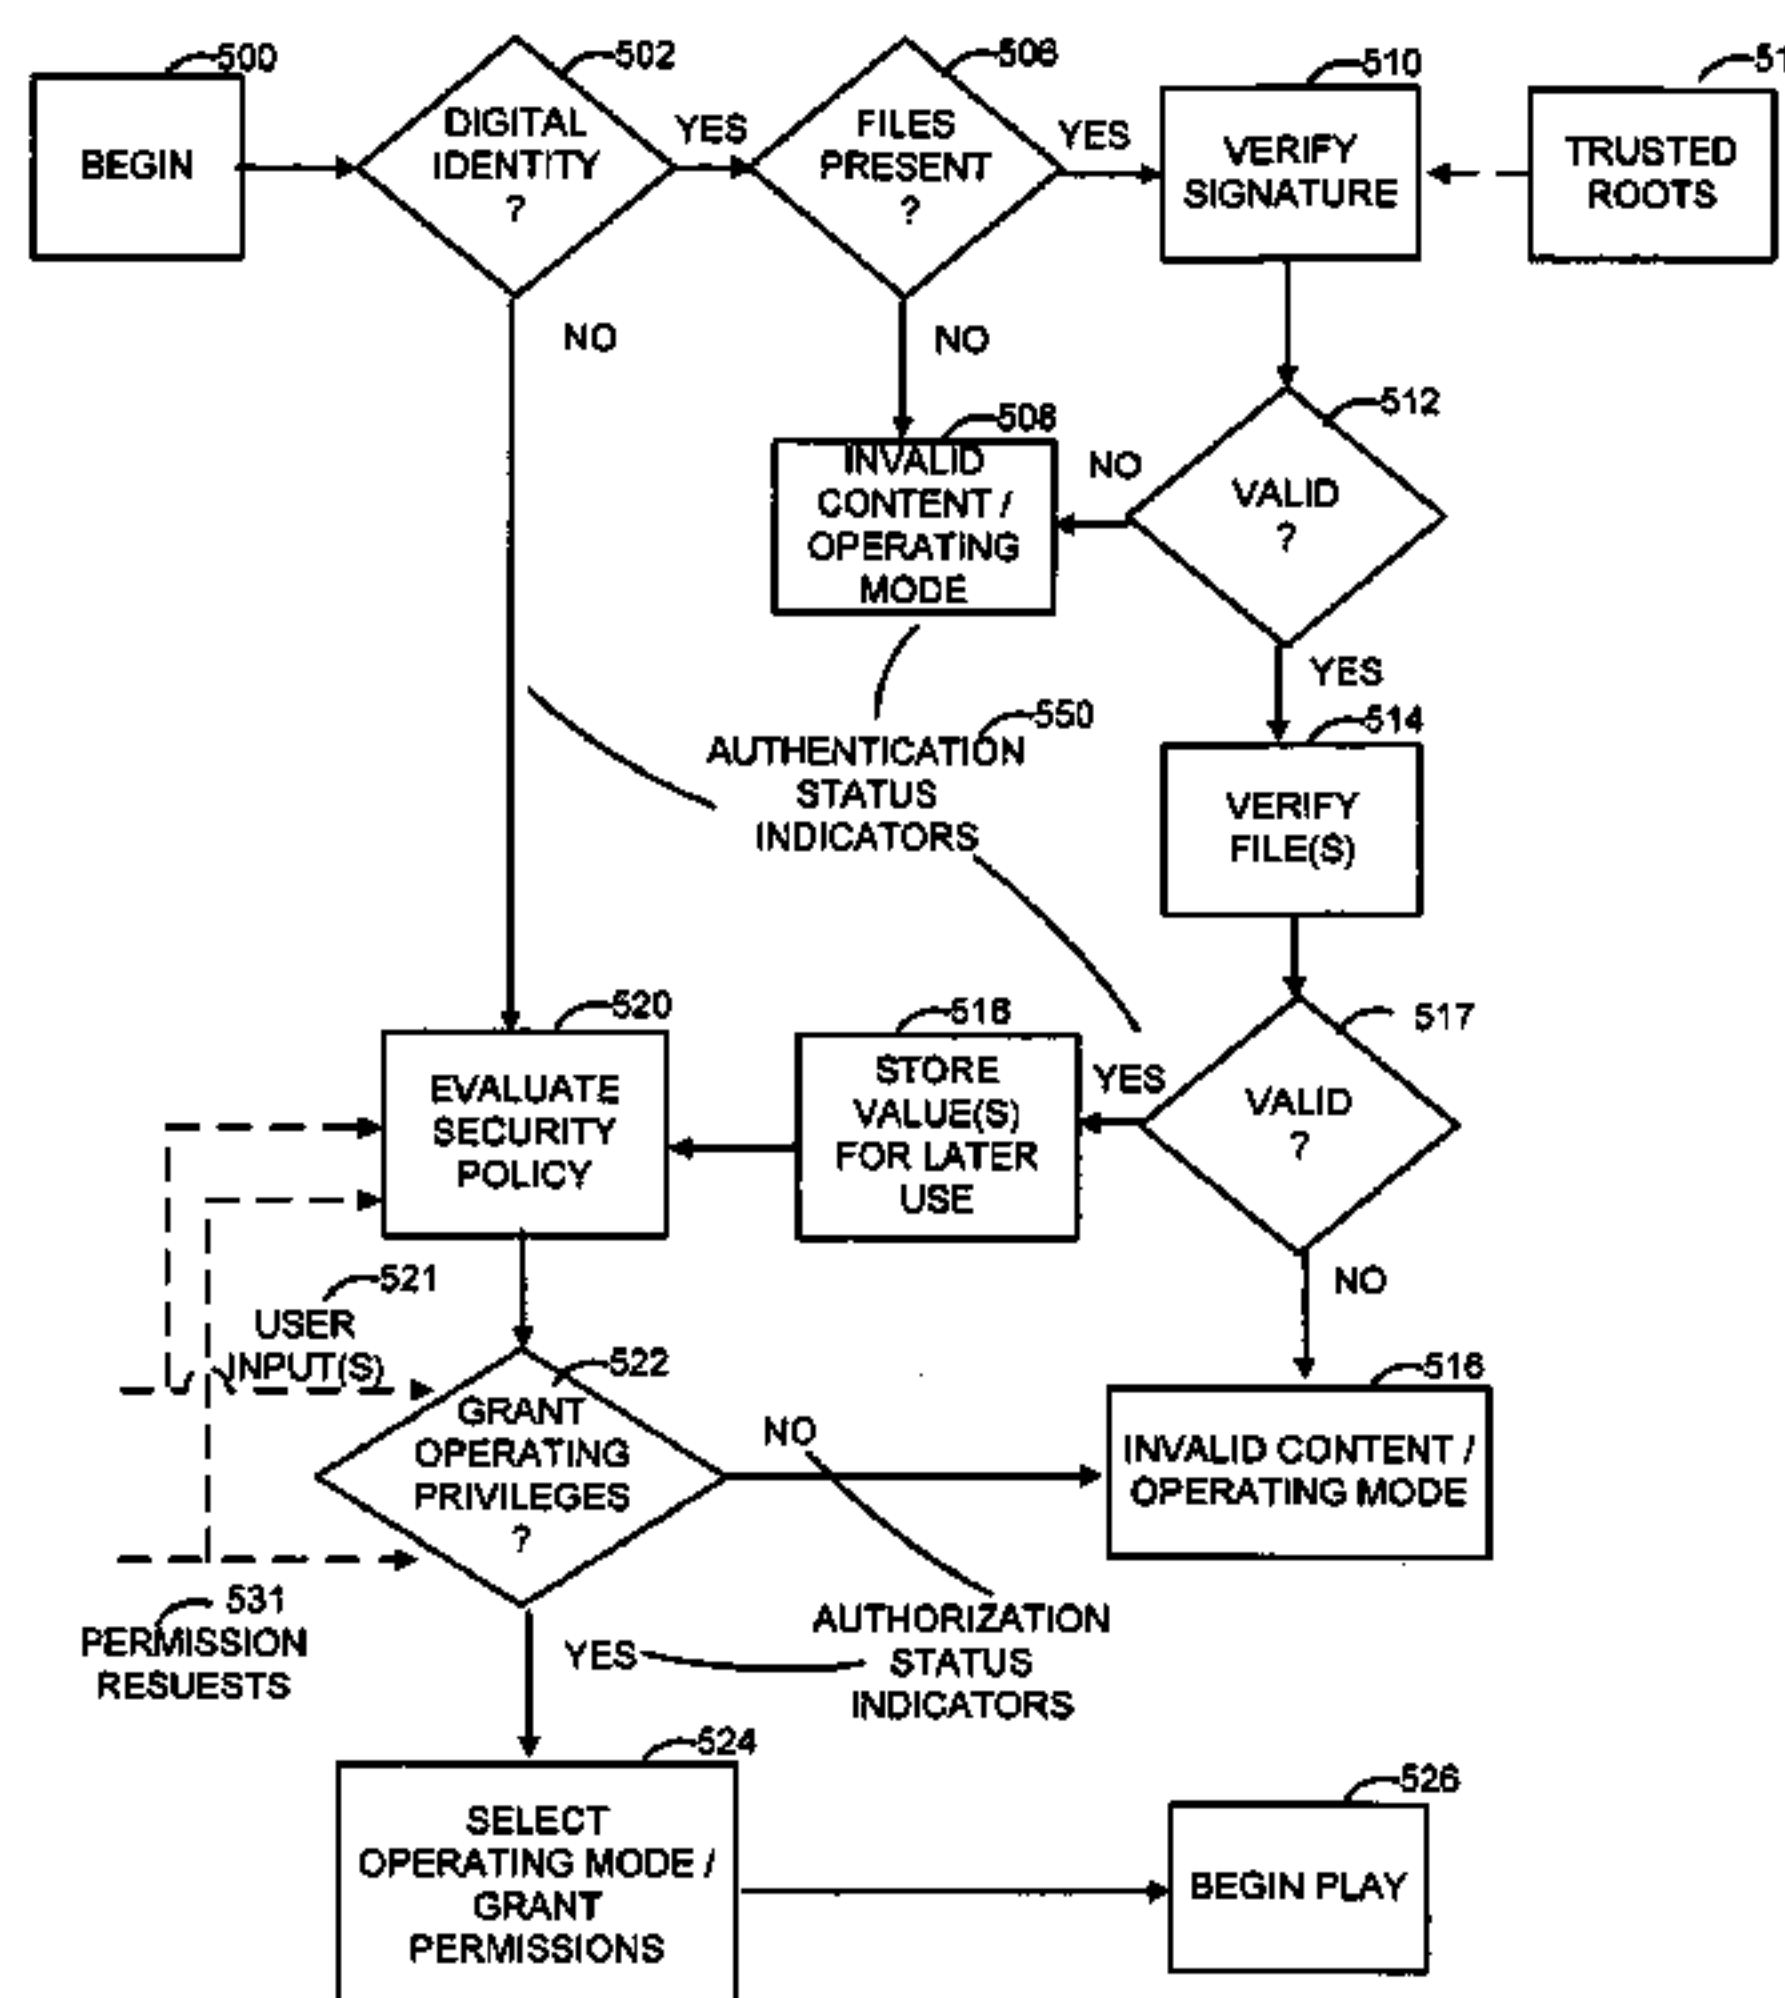 500
502
506
510
51
BEGIN
DIGITAL
IDENTITY
?
YES
FILES
PRESENT
?
YES
VERIFY
SIGNATURE
TRUSTED
ROOTS
NO
NO
508
INVALID
CONTENT /
OPERATING
MODE
NO
512
VALID
?
YES
550
AUTHENTICATION
STATUS
INDICATORS
514
VERIFY
FILE(S)
520
EVALUATE
SECURITY
POLICY
518
STORE
VALUE(S)
FOR LATER
USE
YES
517
VALID
?
NO
521
USER
INPUT(S)
522
GRANT
OPERATING
PRIVILEGES
?
NO
516
INVALID CONTENT /
OPERATING MODE
531
PERMISSION
RESUESTS
YES
AUTHORIZATION
STATUS
INDICATORS
524
SELECT
OPERATING MODE /
GRANT
PERMISSIONS
526
BEGIN PLAY